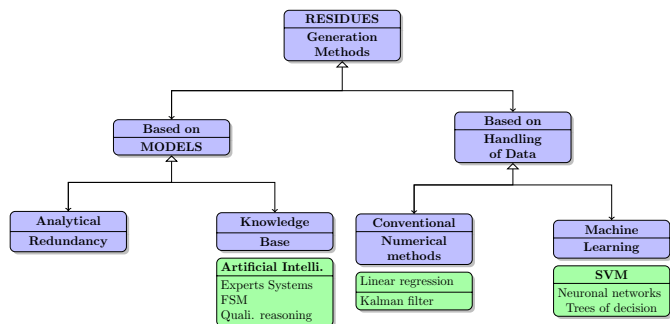 RESIDUES
Generation
Methods
Based on
MODELS
Based on
Handling
of Data
Analytical
Redundancy
Knowledge
Base
Conventional
Numerical
methods
Machine
Learning
Artificial Intelli.
Experts Systems
FSM
Quali. reasoning
Linear regression
Kalman filter
SVM
Neuronal networks
Trees of decision